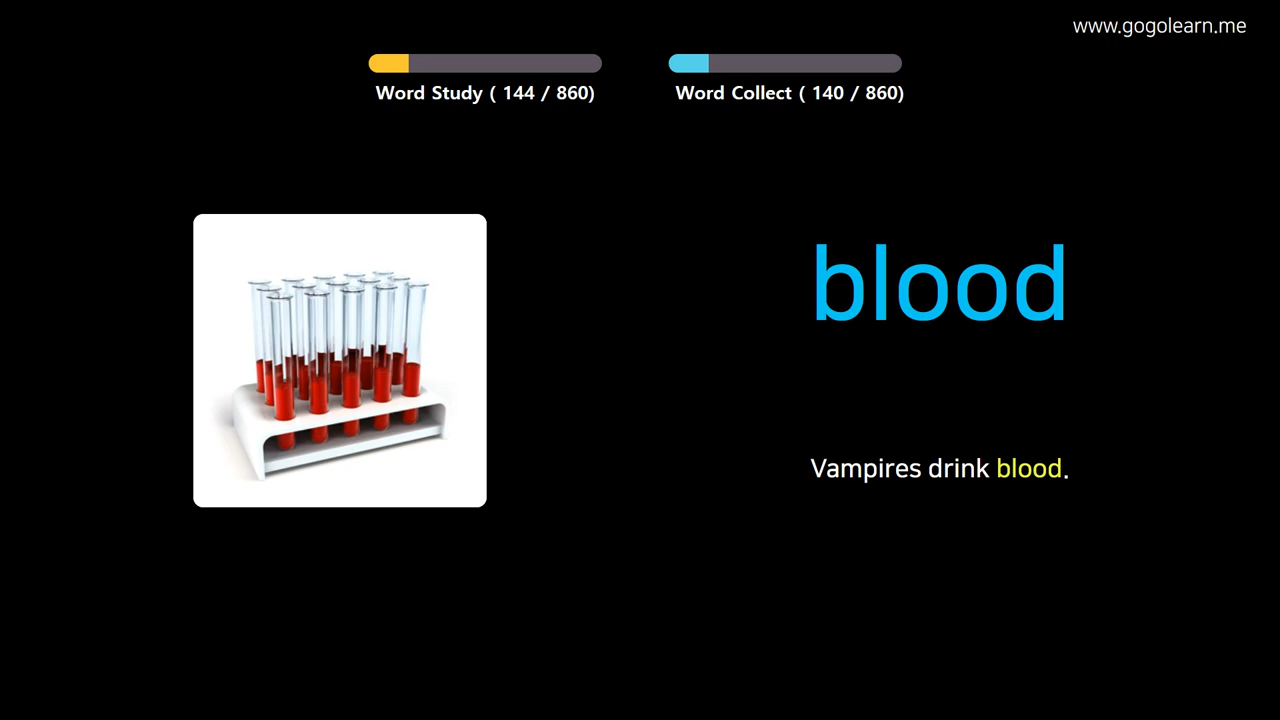 www.gogolearn.me
Word Study ( 144 / 860)
Word Collect ( 140 / 860)
blood
Vampires drink blood.